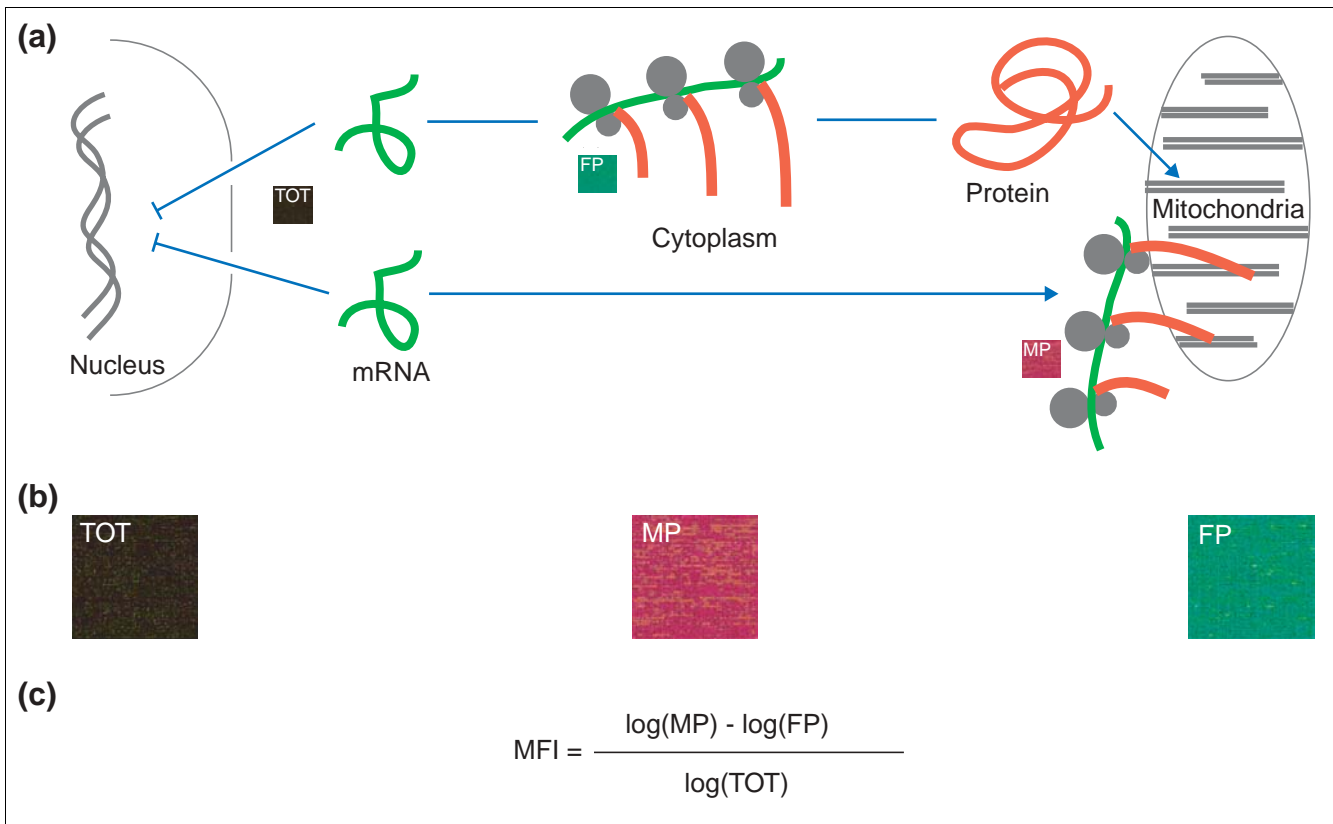 (a)
TOT
FP
Protein
Mitochondria
Cytoplasm
Nucleus
mRNA
MP
(b)
TOT
MP
FP
(c)
MFI = log(MP) - log(FP)
log(TOT)